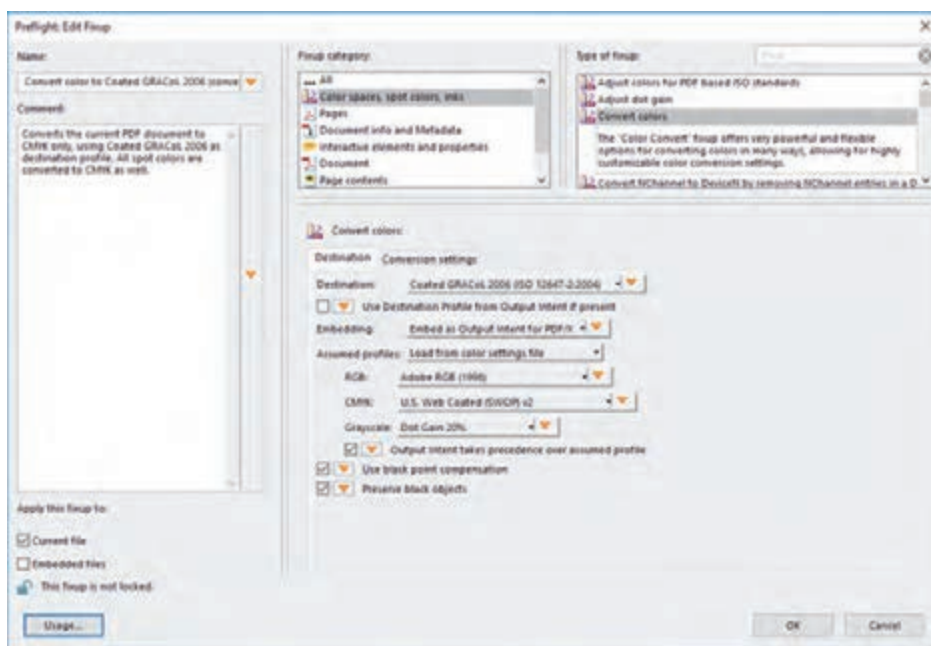 Preflight: Edit Fixup
Name:
Convert color to Coated GRACoL 2006 (conve
Comment:
Converts the current PDF document to
CMYK only, using Coated GRACoL 2006 as
destination profile. All spot colors are
converted to CMYK as well.
Apply this fixup to:
Current file
Embedded files
This fixup is not locked.
Usage...
Fixup category:
... All
Color spaces, spot colors, inks
Pages
Document info and Metadata
Interactive elements and properties
Document
Page contents
Type of fixup:
Find
Adjust colors for PDF based ISO standards
Adjust dot gain
Convert colors
The 'Color Convert' fixup offers very powerful and flexible
options for converting colors in many ways, allowing for highly
customizable color conversion settings.
Convert NChannel to DeviceN by removing NChannel entries in a D
Convert colors:
Destination Conversion settings
Destination: Coated GRACoL 2006 (ISO 12647-2:2004)
Use Destination Profile from Output Intent if present
Embedding: Embed as Output Intent for PDF/X
Assumed profiles: Load from color settings file
RGB: Adobe RGB (1998)
CMYK: U.S. Web Coated (SWOP) v2
Grayscale: Dot Gain 20%
Output Intent takes precedence over assumed profile
Use black point compensation
Preserve black objects
OK Cancel